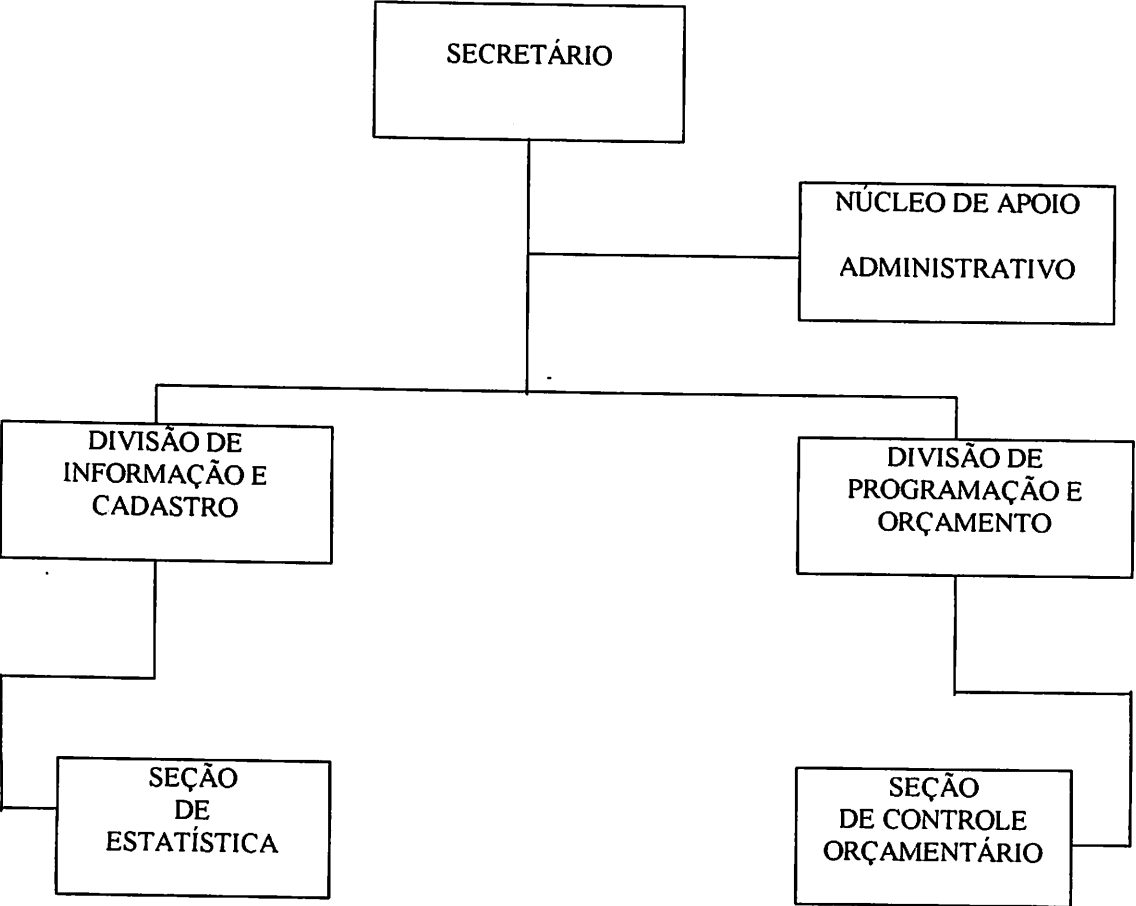 SECRETÁRIO
NÚCLEO DE APOIO
ADMINISTRATIVO
DIVISÃO DE
INFORMAÇÃO E
CADASTRO
DIVISÃO DE
PROGRAMAÇÃO E
ORÇAMENTO
SEÇÃO
DE
ESTATÍSTICA
SEÇÃO
DE CONTROLE
ORÇAMENTÁRIO